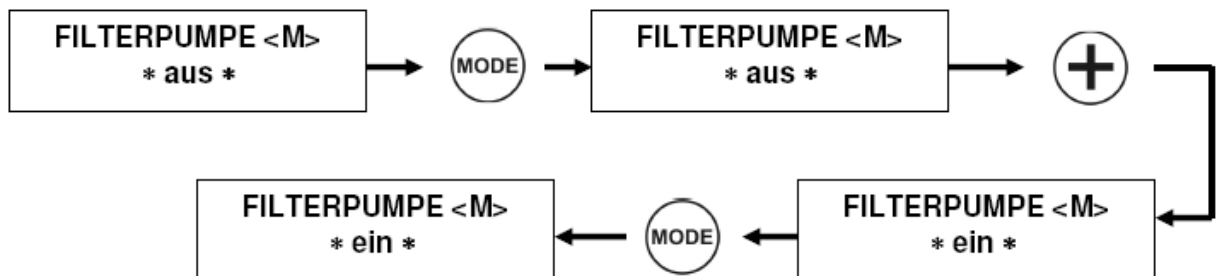 FILTERPUMPE <M>
* aus *
MODE
FILTERPUMPE <M>
* aus *
+
FILTERPUMPE <M>
* ein *
MODE
FILTERPUMPE <M>
* ein *